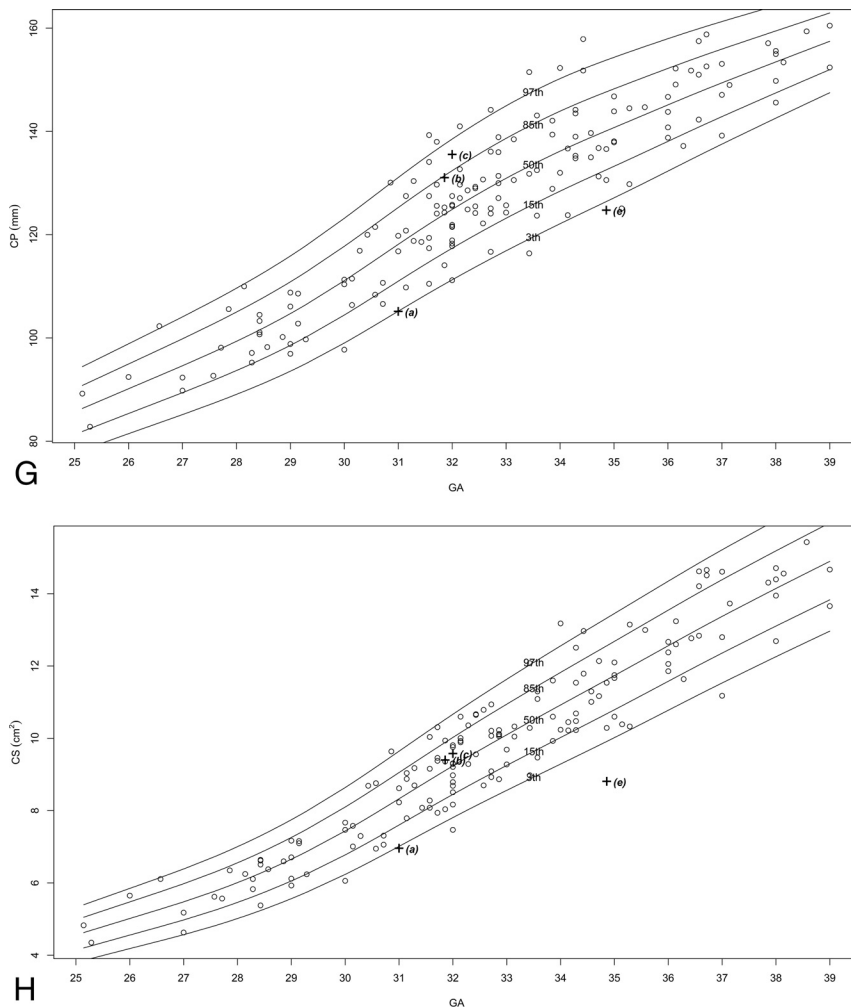 160
140
120
100
80
CP (mm)
97th
85th
50th
15th
3th
(c)
(b)
(a)
(e)
25 26 27 28 29 30 31 32 33 34 35 36 37 38 39
GA
G
14
12
10
8
6
4
CS (cm²)
97th
85th
50th
15th
3th
(c)
(b)
(a)
(e)
25 26 27 28 29 30 31 32 33 34 35 36 37 38 39
GA
H